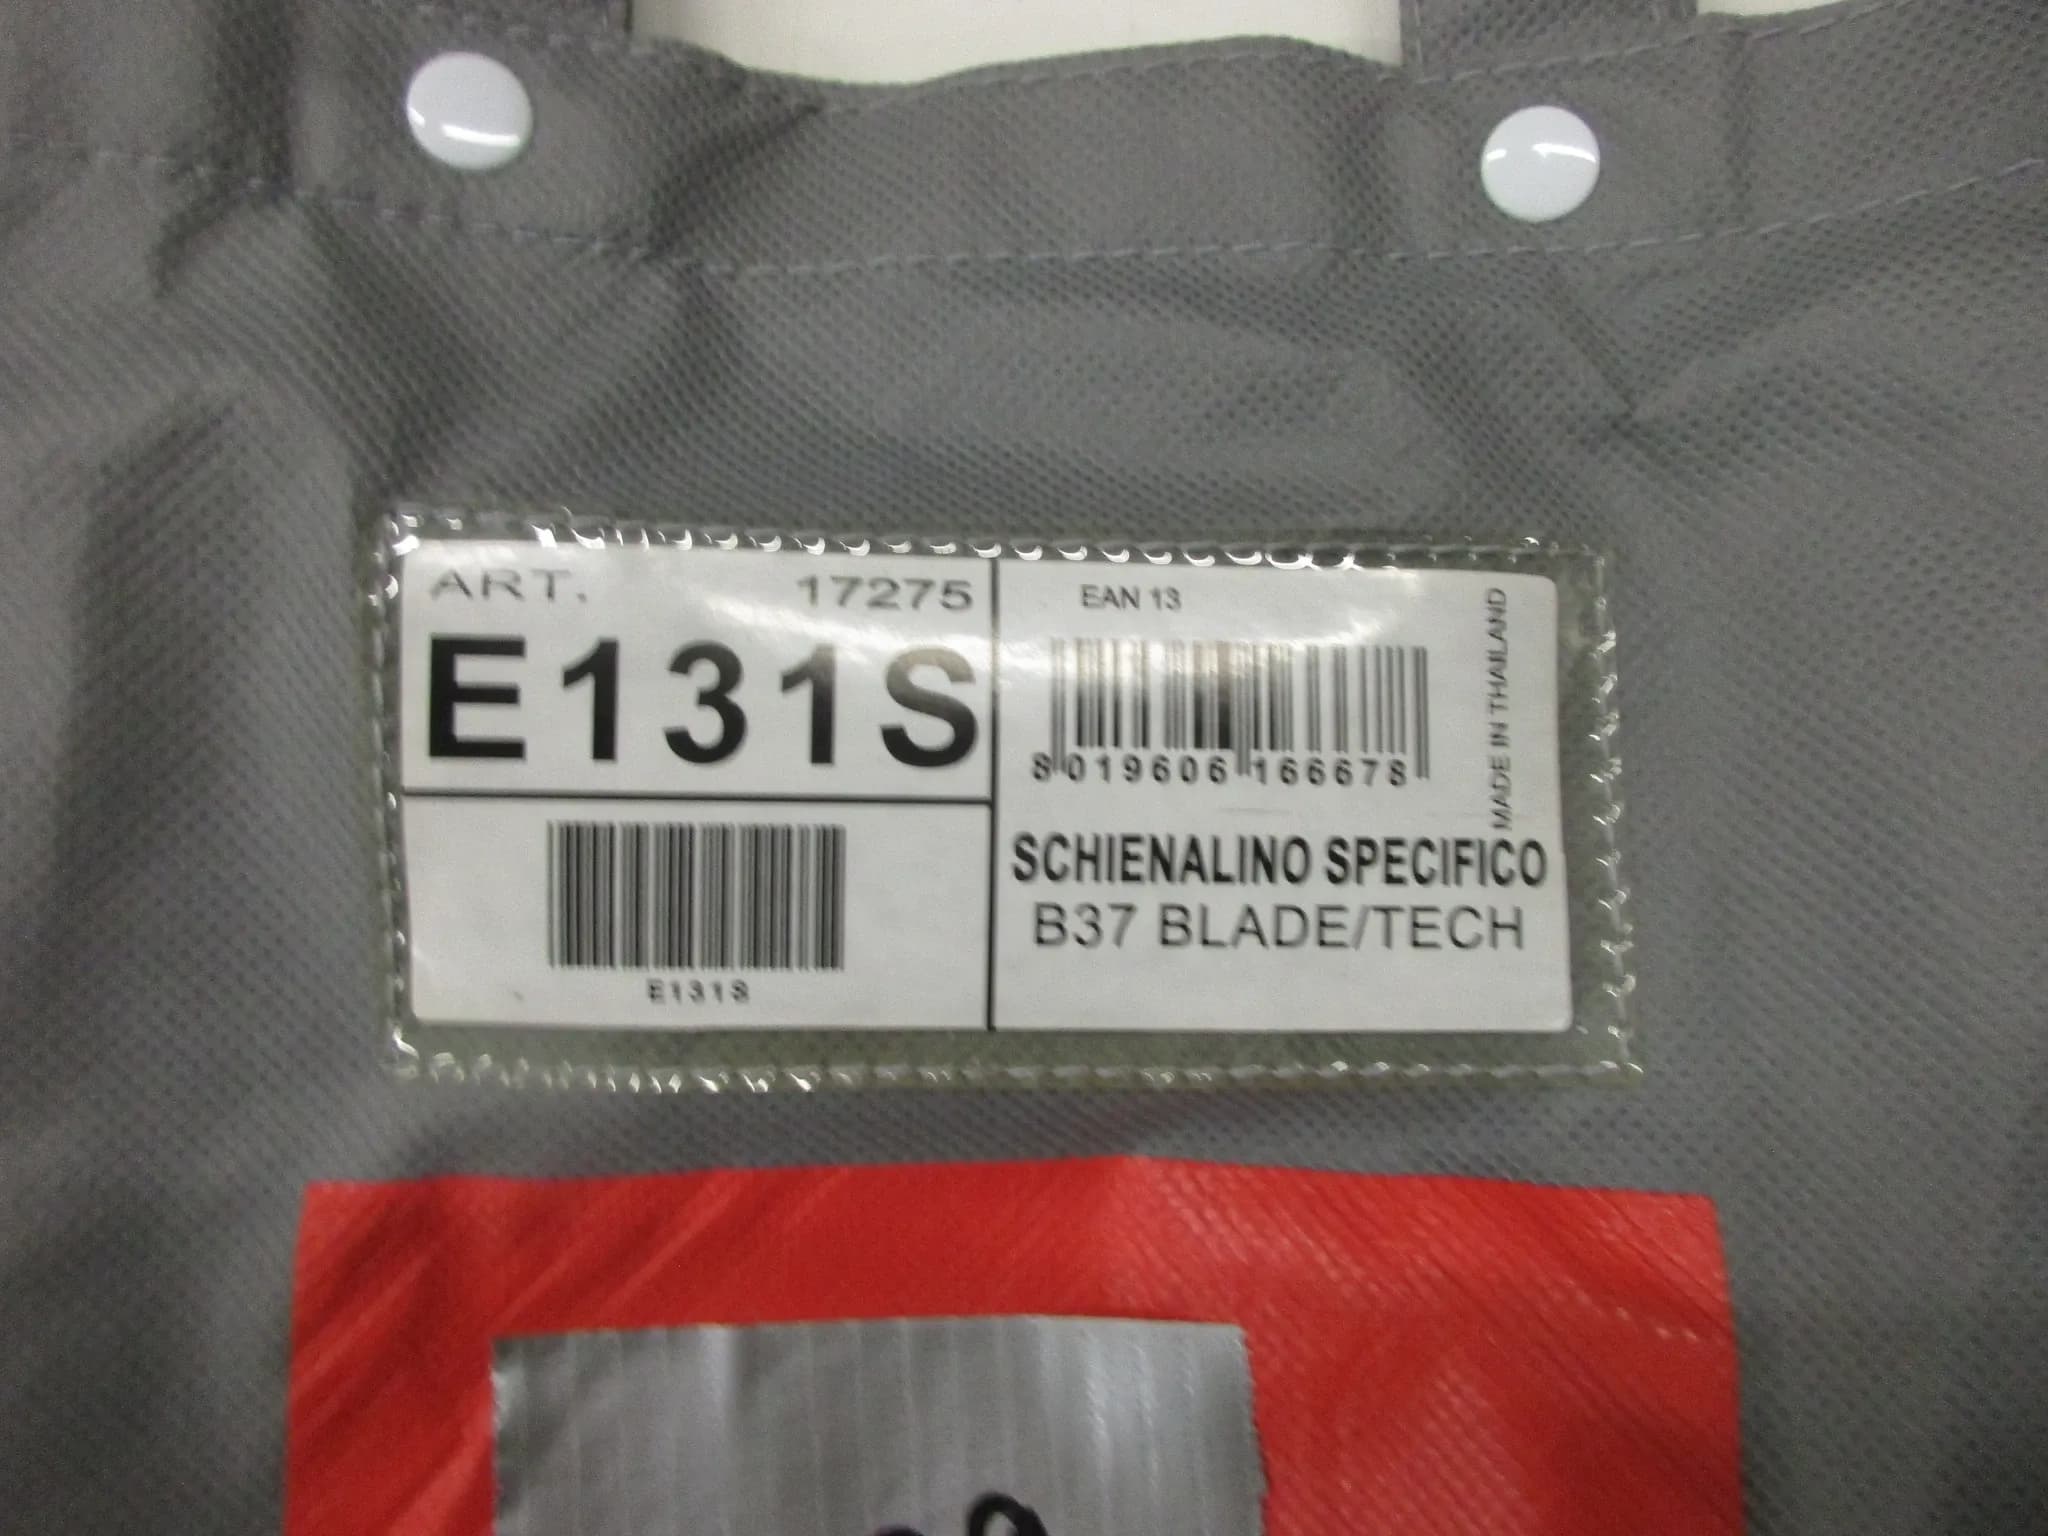 ART. 17275
E131S
E131S
EAN 13
8 019606 166678
MADE IN THAILAND
SCHIENALINO SPECIFICO
B37 BLADE/TECH